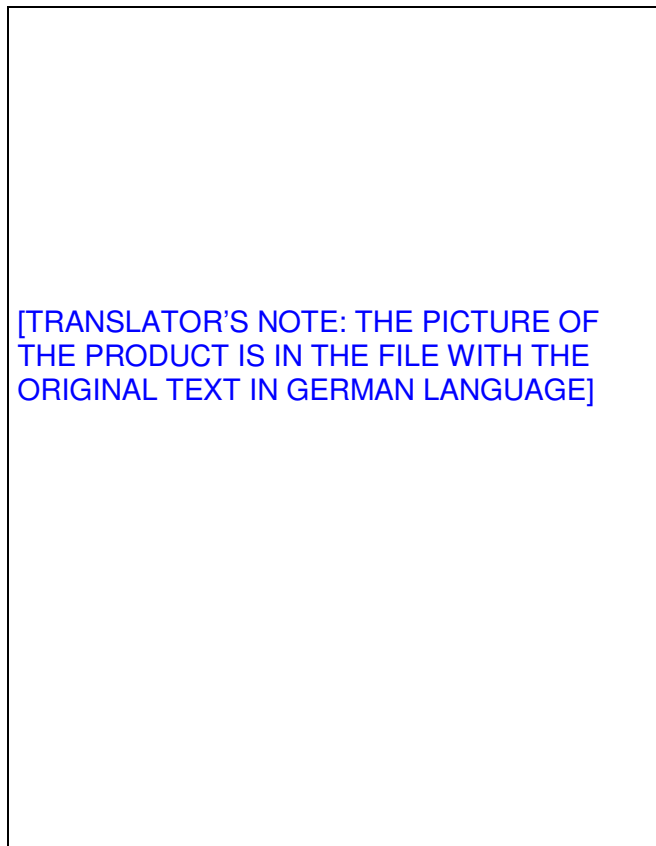 [TRANSLATOR’S NOTE: THE PICTURE OF
THE PRODUCT IS IN THE FILE WITH THE
ORIGINAL TEXT IN GERMAN LANGUAGE]